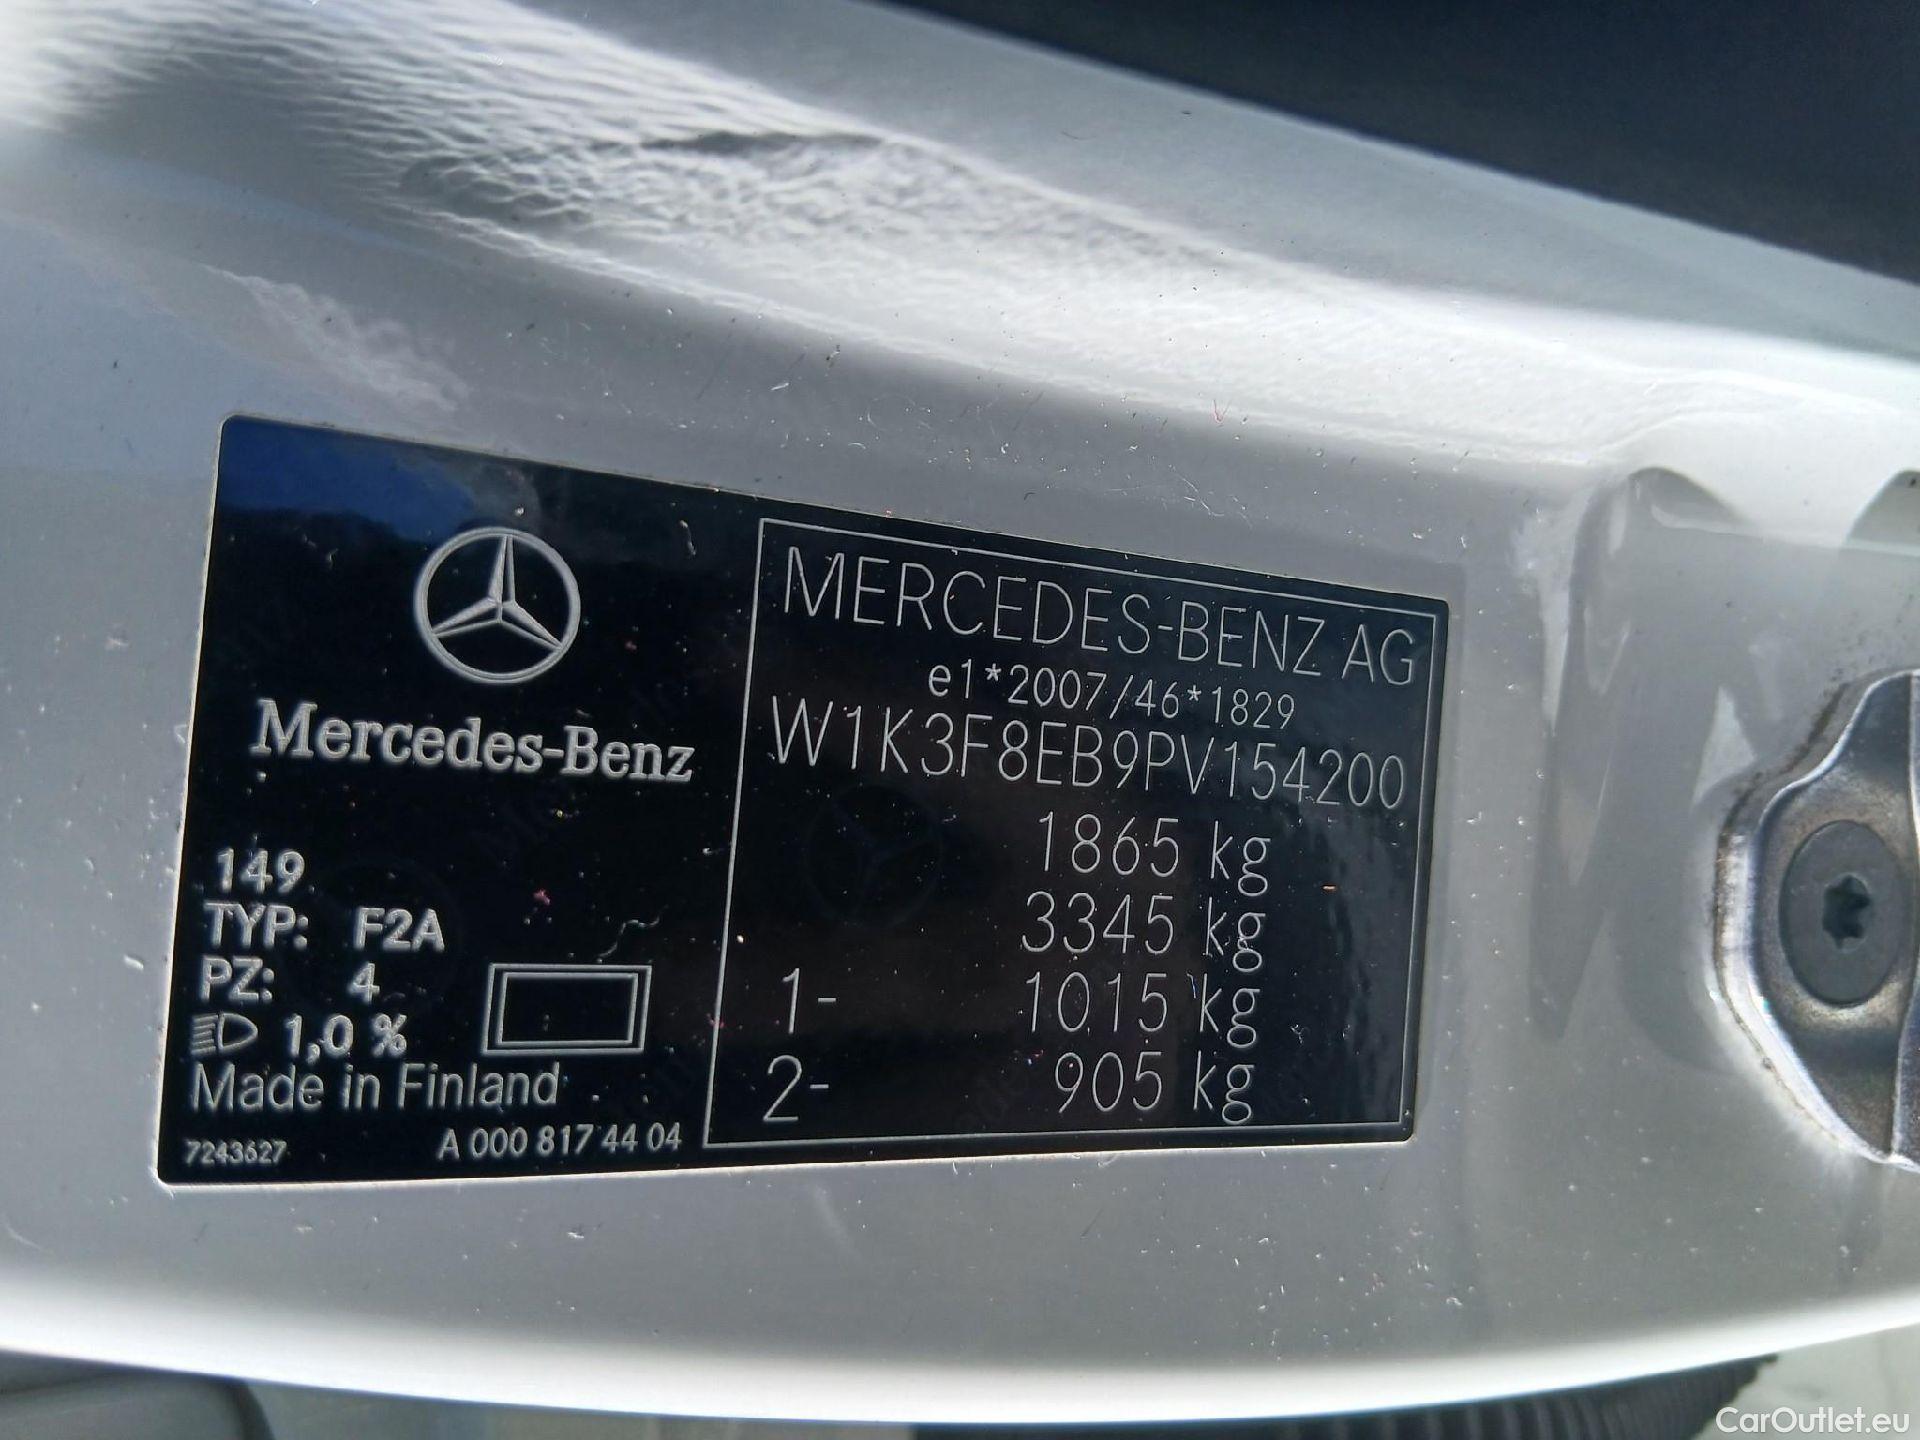 Mercedes-Benz
149
TYP: F2A
PZ: 4
1,0 %
Made in Finland
7243627
A 000 817 44 04
MERCEDES-BENZ AG
e1*2007/46*1829
W1K3F8EB9PV154200
1865 kg
3345 kg
1- 1015 kg
2- 905 kg
CarOutlet.eu